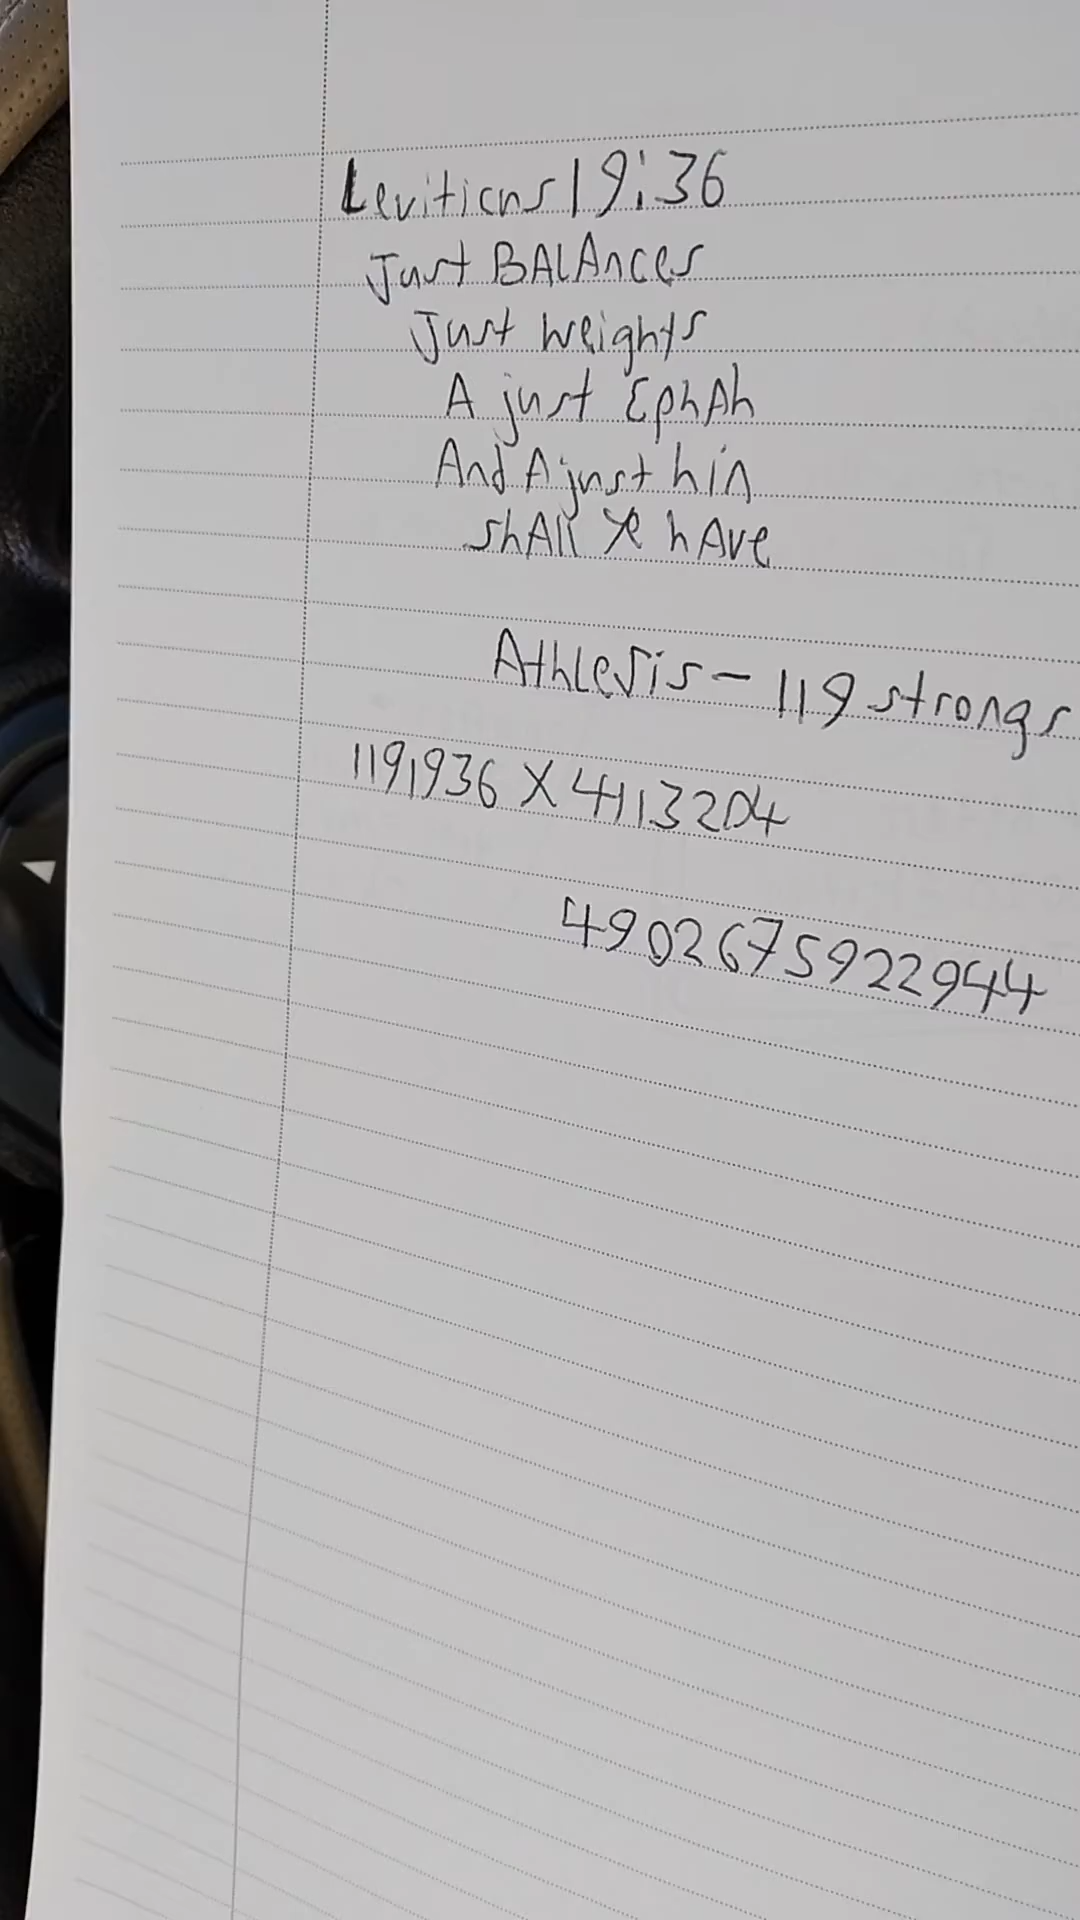 Leviticus 19:36
Just BALAnces
Just weights
A just EphAh
And A just hin
shAll ye hAve
Athlesis - 119 strongs
1191936 X 4113204
4902675922944